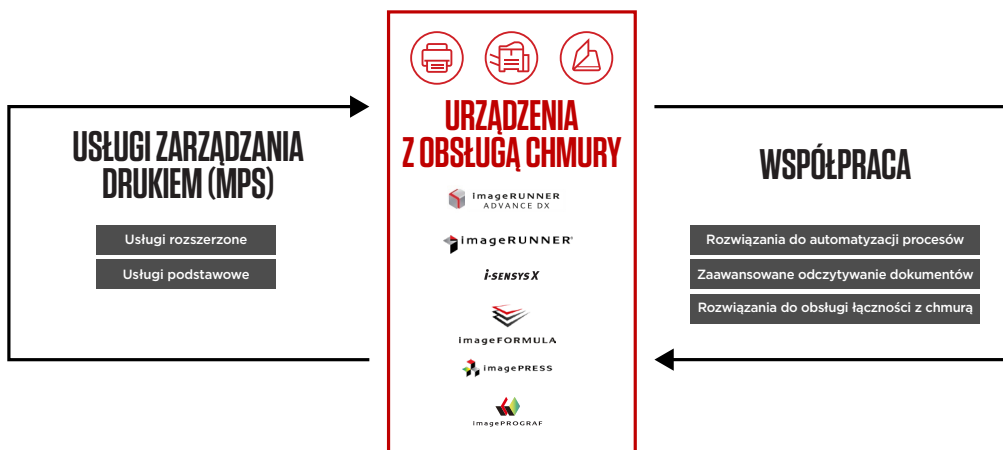 USŁUGI ZARZĄDZANIA
DRUKIEM (MPS)
Usługi rozszerzone
Usługi podstawowe
URZĄDZENIA
Z OBSŁUGĄ CHMURY
imageRUNNER
ADVANCE DX
imageRUNNER
i-SENSYS X
imageFORMULA
imagePRESS
imagePROGRAF
WSPÓŁPRACA
Rozwiązania do automatyzacji procesów
Zaawansowane odczytywanie dokumentów
Rozwiązania do obsługi łączności z chmurą